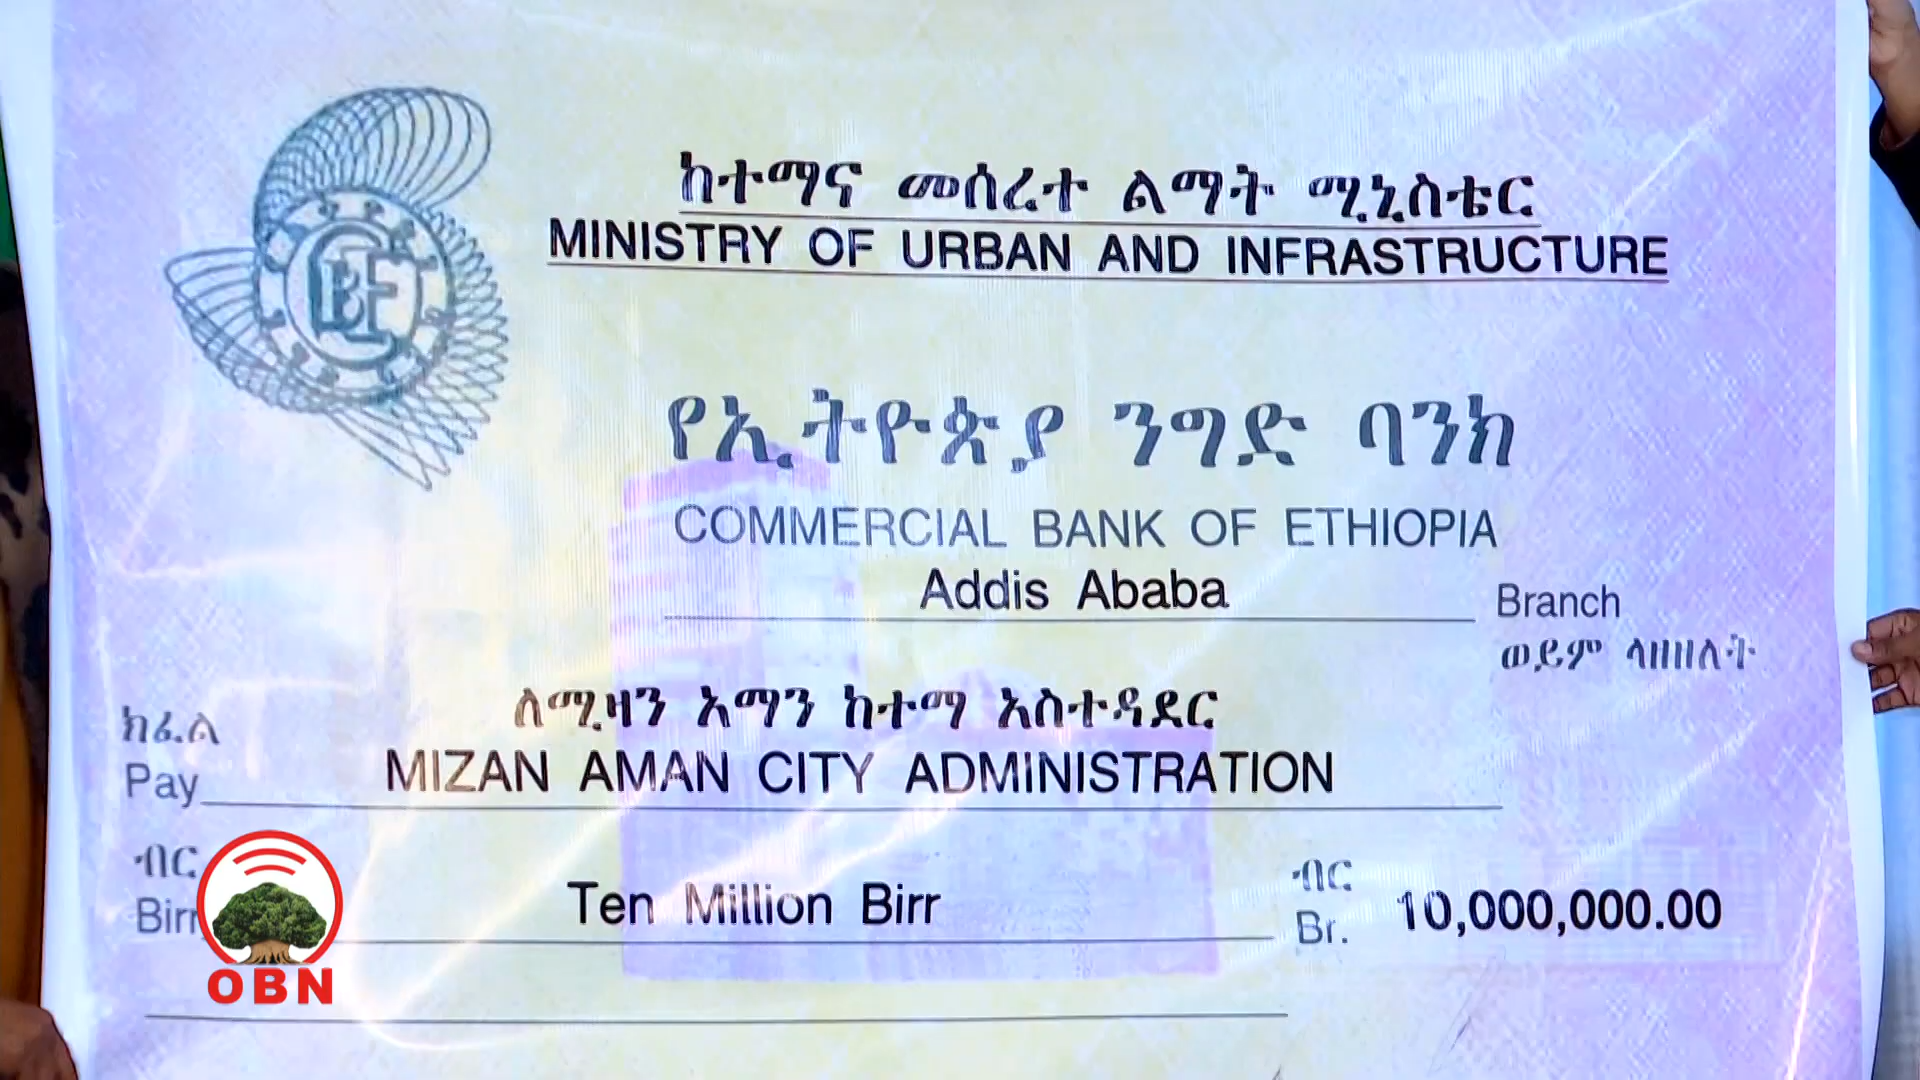 ከተማና መሰረተ ልማት ሚኒስቴር
MINISTRY OF URBAN AND INFRASTRUCTURE
CBE
የኢትዮጵያ ንግድ ባንክ
COMMERCIAL BANK OF ETHIOPIA
Addis Ababa Branch
ወይም ላዘዘለት
ክፈል ለሚዛን አማን ከተማ አስተዳደር
Pay MIZAN AMAN CITY ADMINISTRATION
ብር ብር
Birr Ten Million Birr Br. 10,000,000.00
OBN